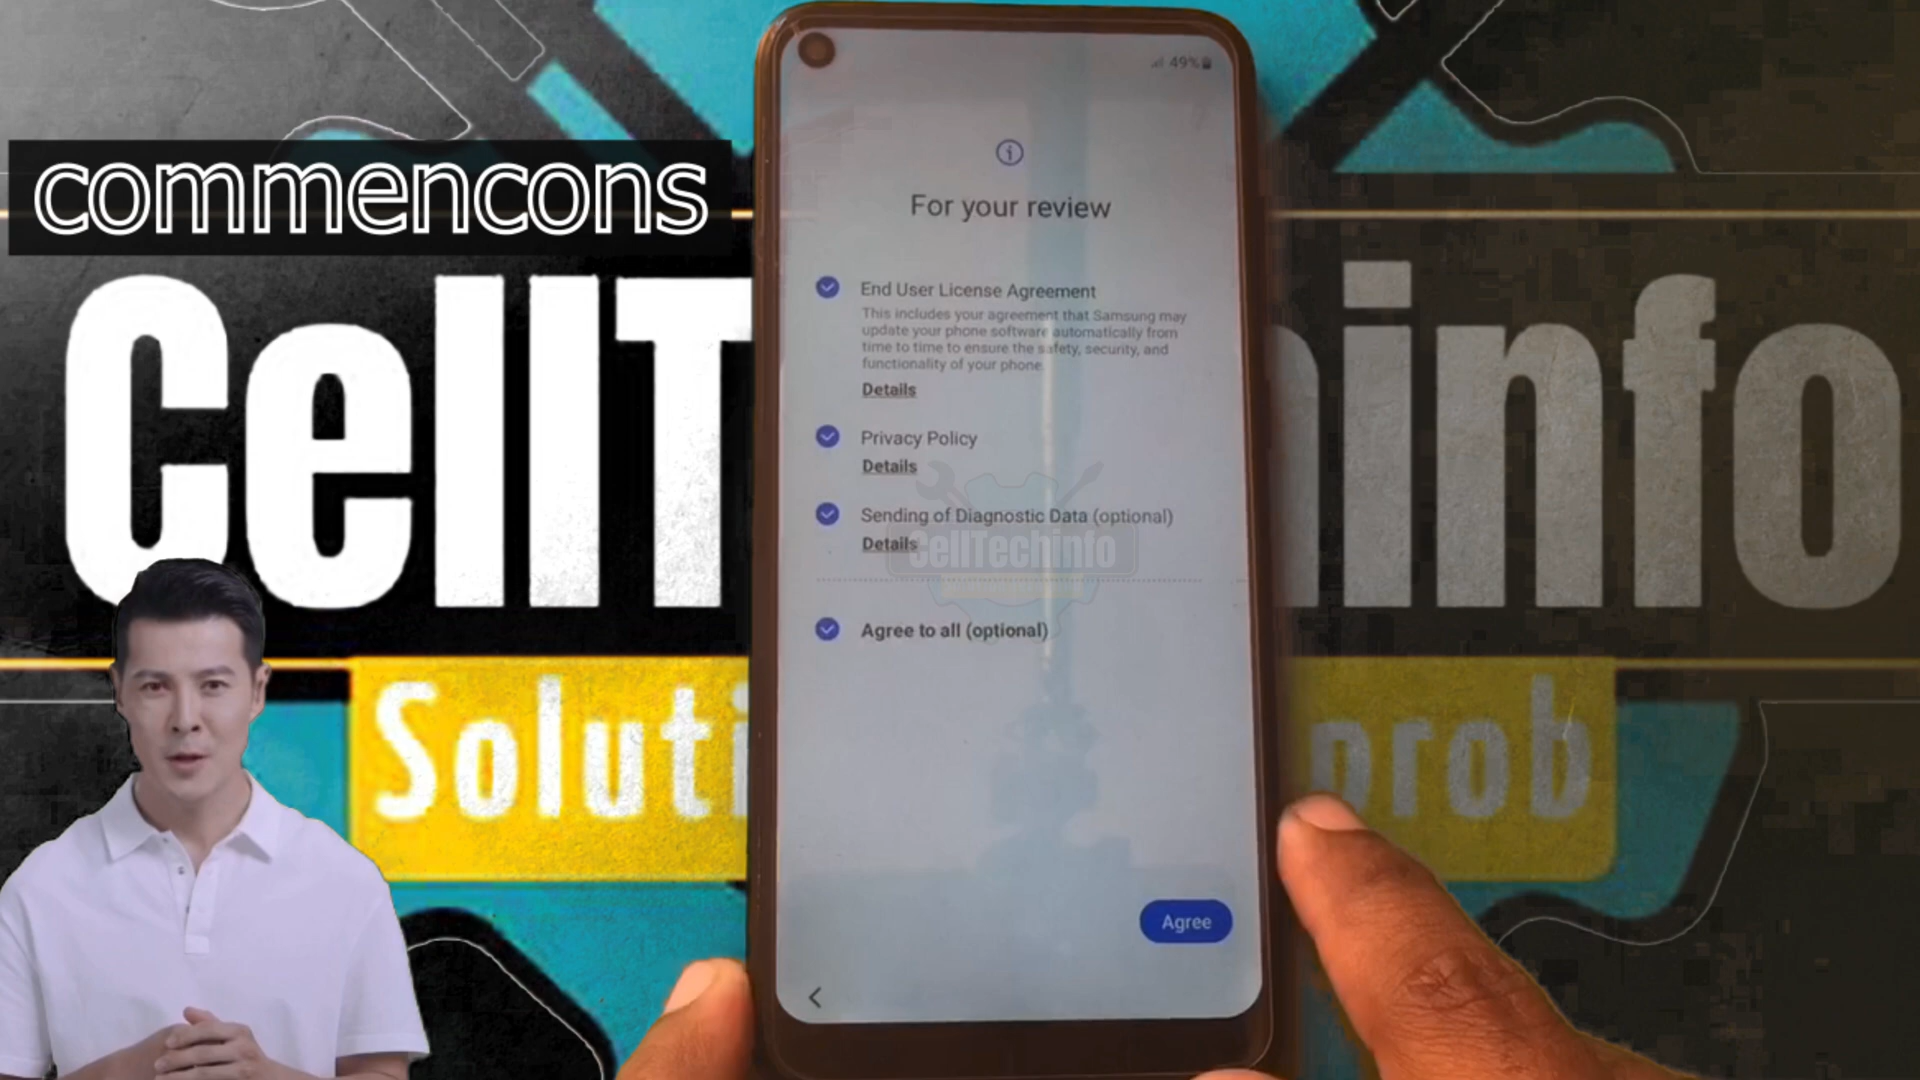 commencons
49%
For your review
End User License Agreement
This includes your agreement that Samsung may
update your phone software automatically from
time to time to ensure the safety, security, and
functionality of your phone.
Details
Privacy Policy
Details
Sending of Diagnostic Data (optional)
Details
CellTechinfo
Agree to all (optional)
Agree
CellT
hinfo
Soluti
prob